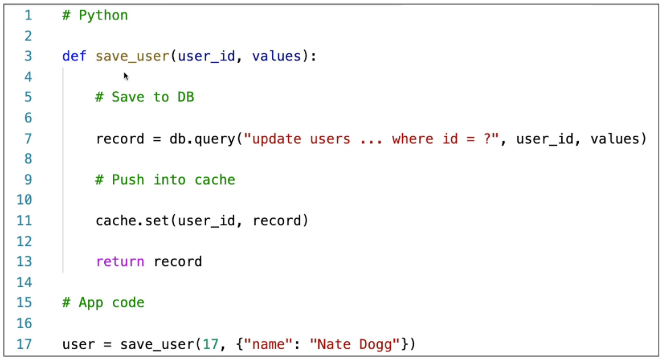 1 # Python
2
3 def save_user(user_id, values):
4
5 # Save to DB
6
7 record = db.query("update users ... where id = ?", user_id, values)
8
9 # Push into cache
10
11 cache.set(user_id, record)
12
13 return record
14
15 # App code
16
17 user = save_user(17, {"name": "Nate Dogg"})